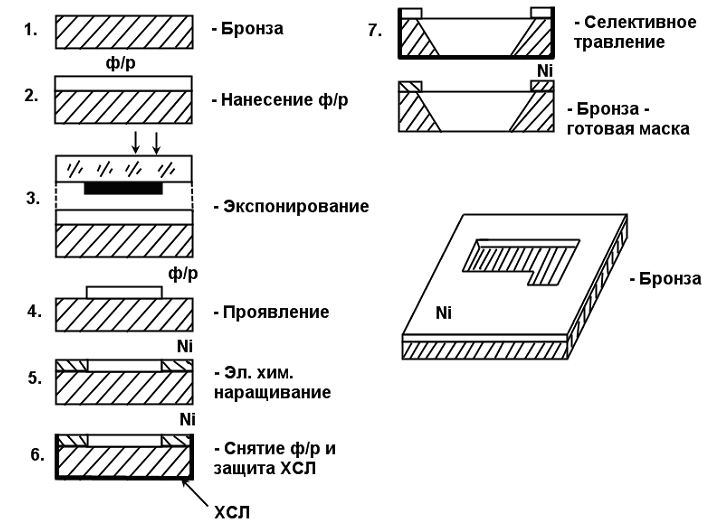 1.
- Бронза
ф/р
2.
- Нанесение ф/р
3.
- Экспонирование
ф/р
4.
- Проявление
Ni
5.
- Эл. хим.
наращивание
Ni
6.
- Снятие ф/р и
защита ХСЛ
ХСЛ
7.
- Селективное
травление
Ni
- Бронза -
готовая маска
Ni
- Бронза